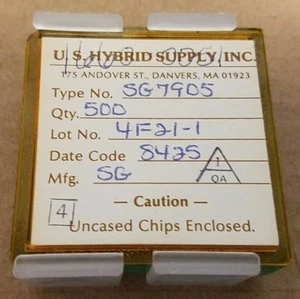 U.S. HYBRID SUPPLY, INC.
175 ANDOVER ST., DANVERS, MA 01923
Type No. SG7905
Qty. 500
Lot No. 4F21-1
Date Code 8425
Mfg. SG
1
QA
— Caution —
4
Uncased Chips Enclosed.